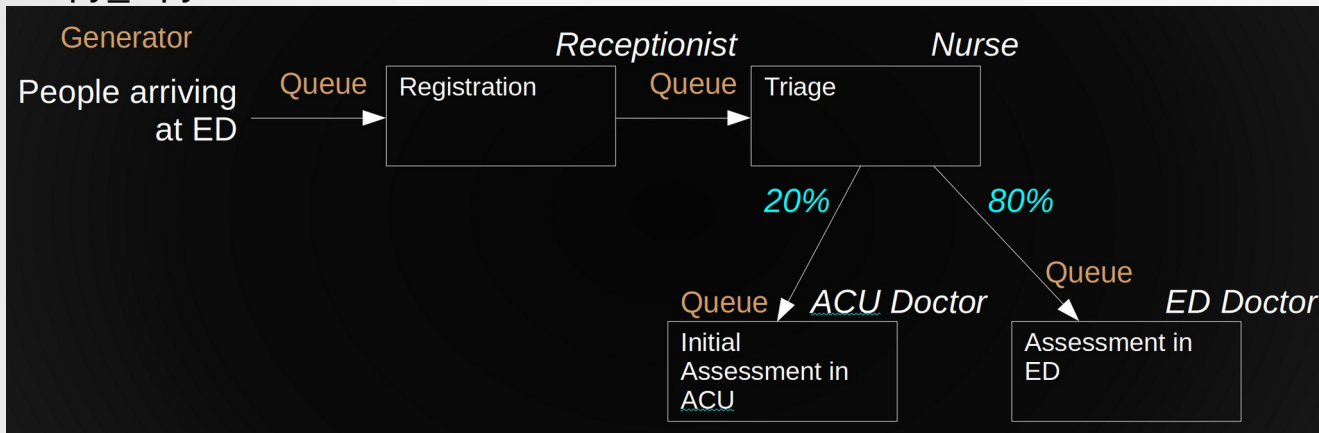 Generator
People arriving
at ED
Queue
Registration
Receptionist
Queue
Triage
Nurse
20%
80%
Queue
ACU Doctor
Initial
Assessment in
ACU
Queue
ED Doctor
Assessment in
ED